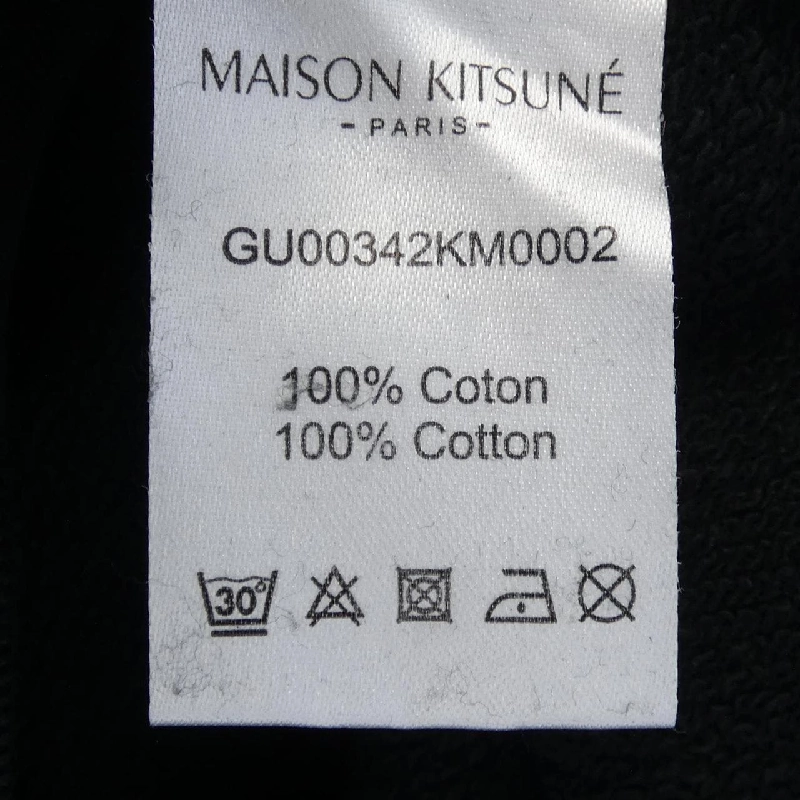 MAISON KITSUNÉ
- PARIS -
GU00342KM0002
100% Coton
100% Cotton
30°